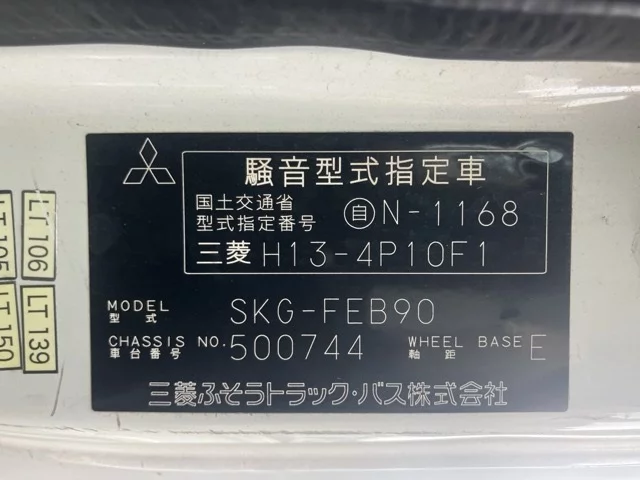 騒音型式指定車
国土交通省
型式指定番号 自N-1168
三菱 H13-4P10F1
MODEL
型式 SKG-FEB90
CHASSIS NO. 500744 WHEEL BASE E
車台番号 軸距
三菱ふそうトラック・バス株式会社
LT 106
LT 105
LT 139
LT 150